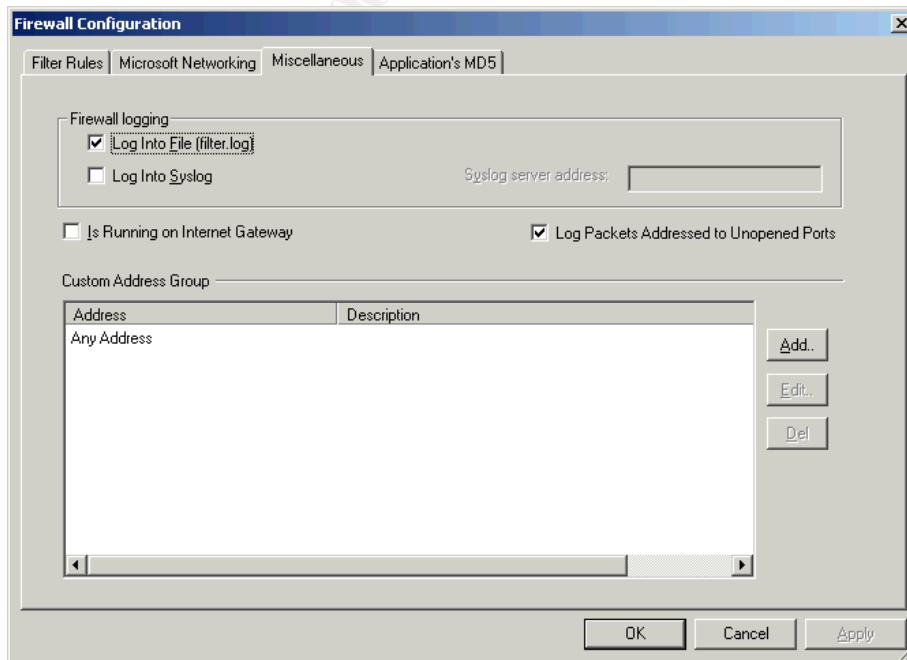 Firewall Configuration
Filter Rules Microsoft Networking Miscellaneous Application's MD5
Firewall logging
Log Into File (filter.log)
Log Into Syslog Syslog server address:
Is Running on Internet Gateway Log Packets Addressed to Unopened Ports
Custom Address Group
Address Description
Any Address
Add..
Edit..
Del
OK Cancel Apply